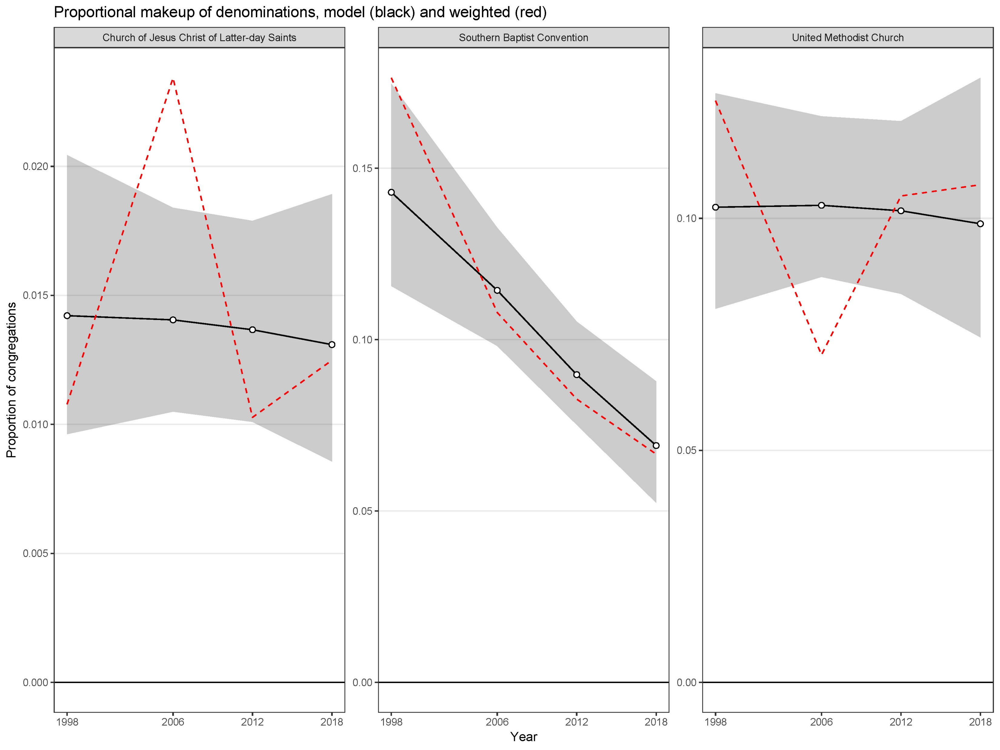 Proportional makeup of denominations, model (black) and weighted (red)
Church of Jesus Christ of Latter-day Saints
Southern Baptist Convention
United Methodist Church
Proportion of congregations
0.020
0.015
0.010
0.005
0.000
0.15
0.10
0.05
0.00
0.10
0.05
0.00
1998 2006 2012 2018
1998 2006 2012 2018
1998 2006 2012 2018
Year